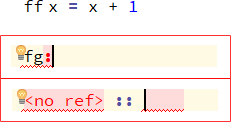 ff x = x + 1
fg:
<no ref> ::